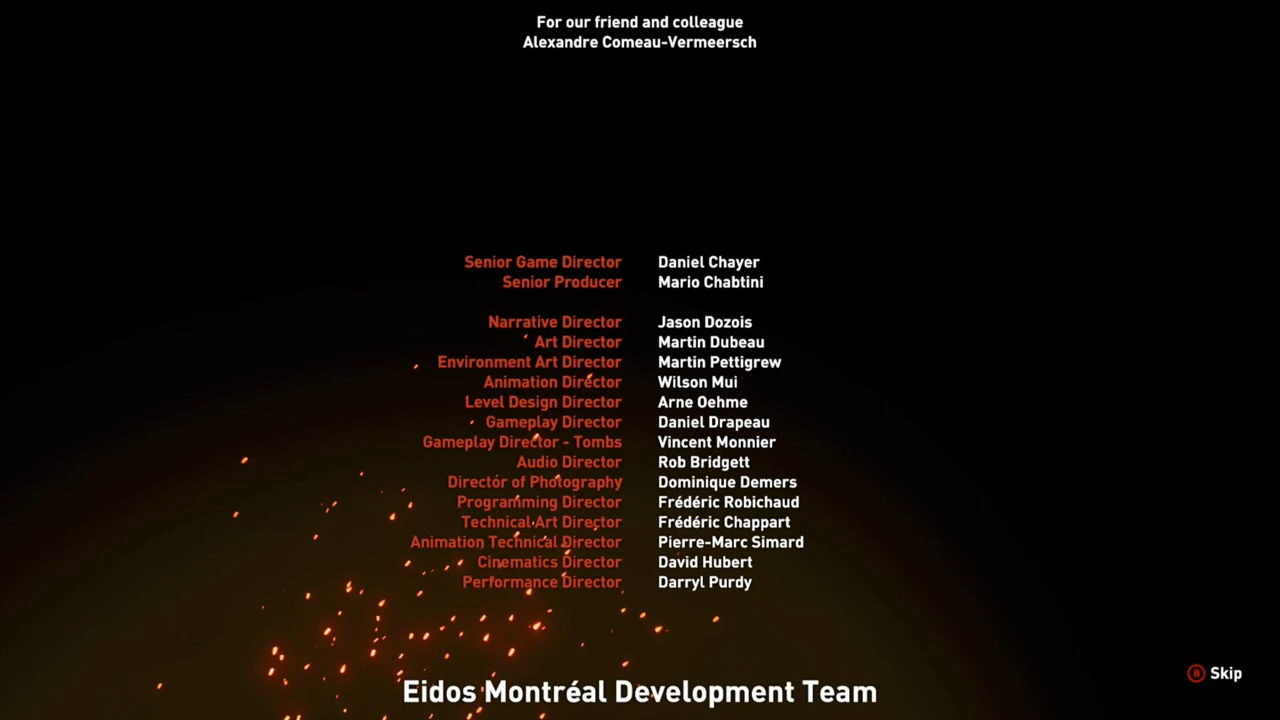 For our friend and colleague
Alexandre Comeau-Vermeersch
Senior Game Director Daniel Chayer
Senior Producer Mario Chabtini
Narrative Director Jason Dozois
Art Director Martin Dubeau
Environment Art Director Martin Pettigrew
Animation Director Wilson Mui
Level Design Director Arne Oehme
Gameplay Director Daniel Drapeau
Gameplay Director - Tombs Vincent Monnier
Audio Director Rob Bridgett
Director of Photography Dominique Demers
Programming Director Frédéric Robichaud
Technical Art Director Frédéric Chappart
Animation Technical Director Pierre-Marc Simard
Cinematics Director David Hubert
Performance Director Darryl Purdy
B Skip
Eidos Montréal Development Team